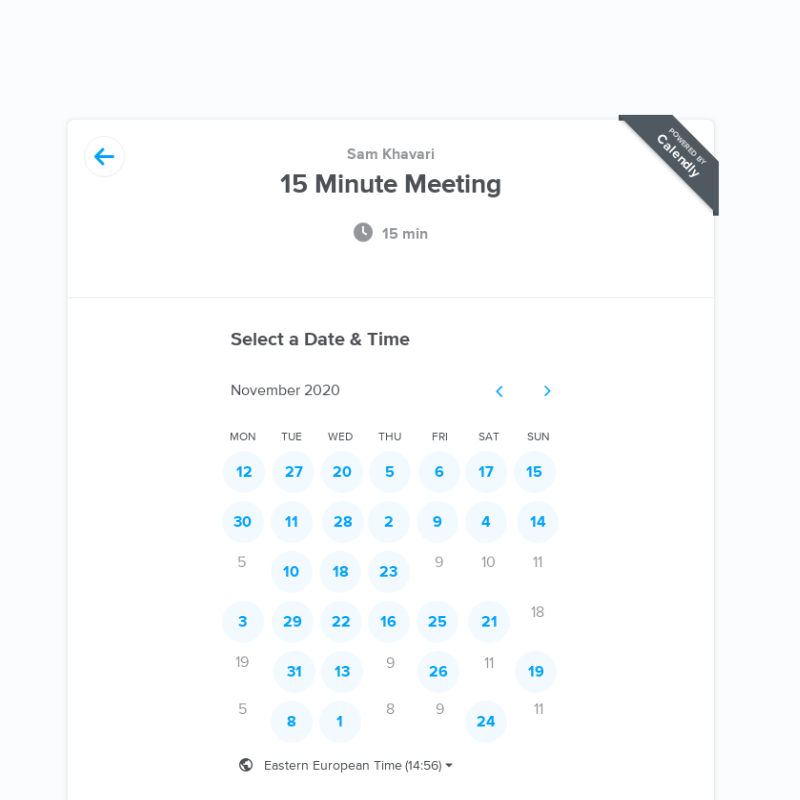 POWERED BY
Calendly
Sam Khavari
15 Minute Meeting
15 min
Select a Date & Time
November 2020
MON TUE WED THU FRI SAT SUN
12 27 20 5 6 17 15
30 11 28 2 9 4 14
5 10 18 23 9 10 11
3 29 22 16 25 21 18
19 31 13 9 26 11 19
5 8 1 8 9 24 11
Eastern European Time (14:56)